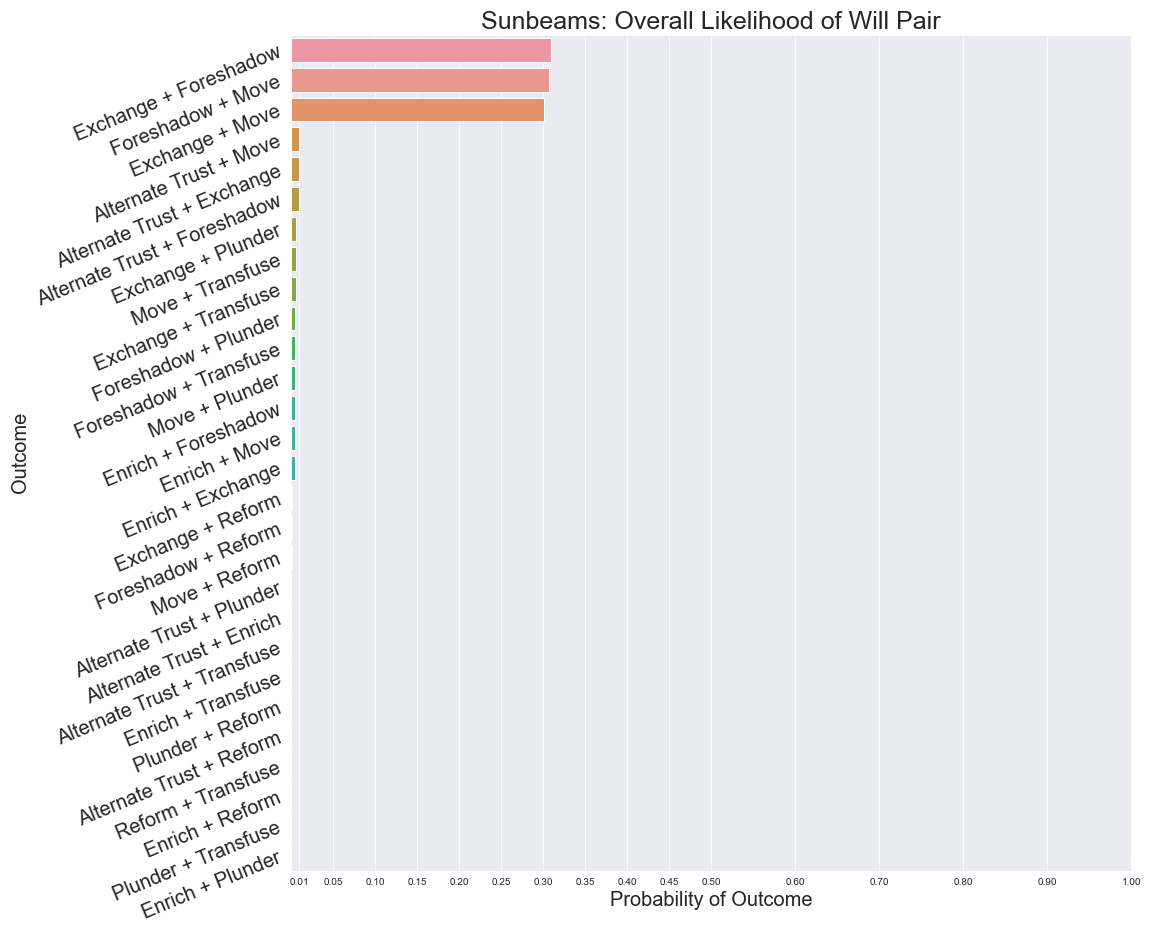 Sunbeams: Overall Likelihood of Will Pair
Exchange + Foreshadow
Foreshadow + Move
Exchange + Move
Alternate Trust + Move
Alternate Trust + Exchange
Alternate Trust + Foreshadow
Exchange + Plunder
Move + Transfuse
Exchange + Transfuse
Foreshadow + Plunder
Foreshadow + Transfuse
Move + Plunder
Enrich + Foreshadow
Enrich + Move
Enrich + Exchange
Exchange + Reform
Foreshadow + Reform
Move + Reform
Alternate Trust + Plunder
Alternate Trust + Enrich
Alternate Trust + Transfuse
Enrich + Transfuse
Plunder + Reform
Alternate Trust + Reform
Reform + Transfuse
Enrich + Reform
Plunder + Transfuse
Enrich + Plunder
Outcome
0.01 0.05 0.10 0.15 0.20 0.25 0.30 0.35 0.40 0.45 0.50 0.60 0.70 0.80 0.90 1.00
Probability of Outcome